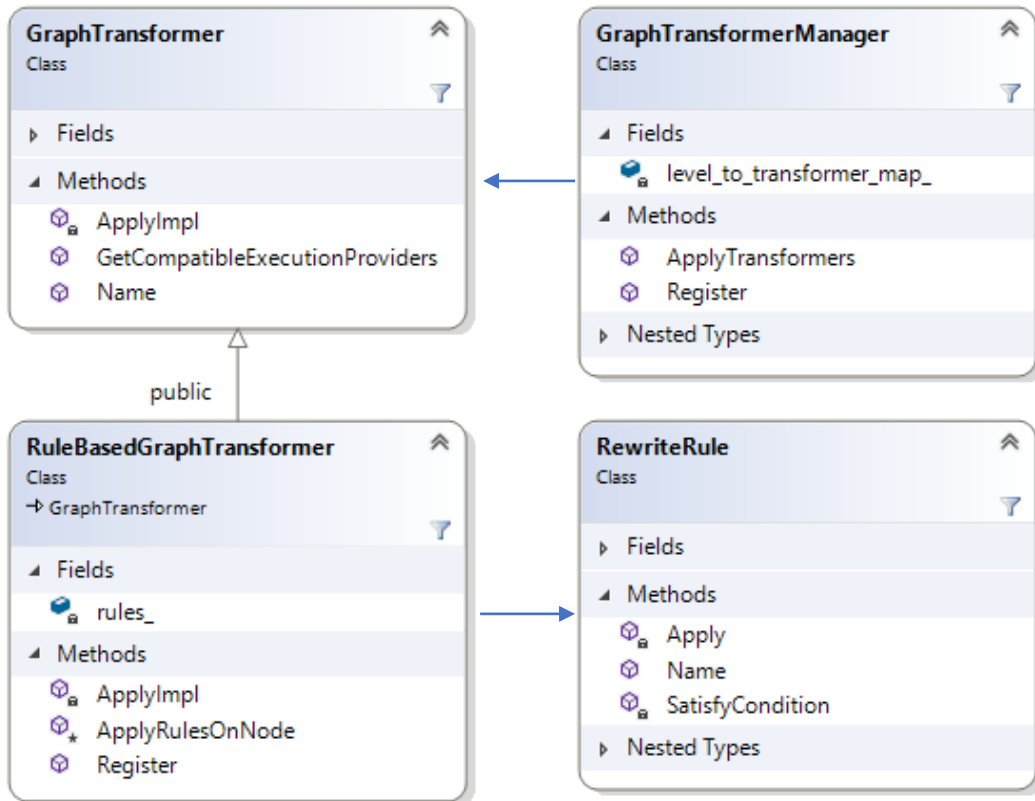 GraphTransformer
Class
Fields
Methods
ApplyImpl
GetCompatibleExecutionProviders
Name
GraphTransformerManager
Class
Fields
level_to_transformer_map_
Methods
ApplyTransformers
Register
Nested Types
public
RuleBasedGraphTransformer
Class
GraphTransformer
Fields
rules_
Methods
ApplyImpl
ApplyRulesOnNode
Register
RewriteRule
Class
Fields
Methods
Apply
Name
SatisfyCondition
Nested Types